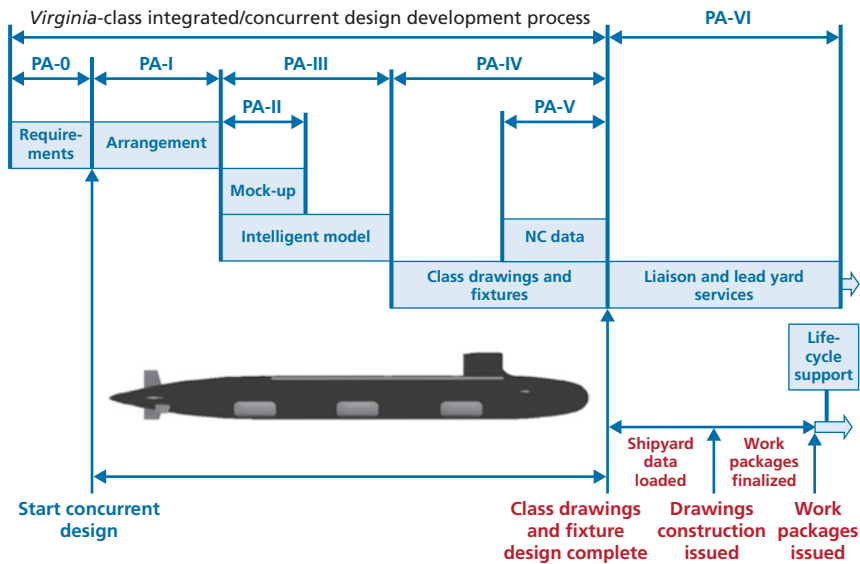 Virginia-class integrated/concurrent design development process
PA-VI
PA-0
PA-I
PA-III
PA-IV
PA-II
PA-V
Require-
ments
Arrangement
Mock-up
Intelligent model
NC data
Class drawings and
fixtures
Liaison and lead yard
services
Life-
cycle
support
Shipyard
data
loaded
Work
packages
finalized
Start concurrent
design
Class drawings
and fixture
design complete
Drawings
construction
issued
Work
packages
issued